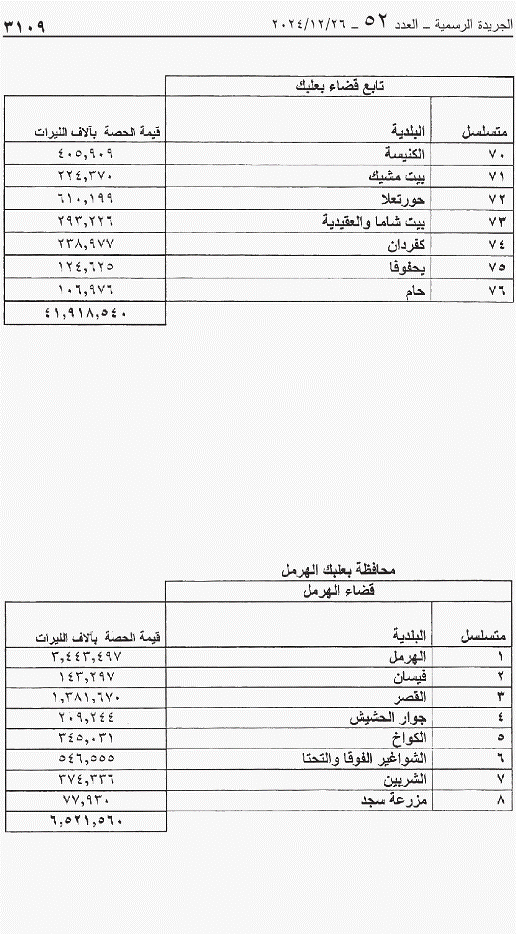 الجريدة الرسمية ـ العدد ٥٢ ـ ٢٠٢٤/١٢/٢٦ ٣١٠٩
تابع قضاء بعلبك
متسلسل البلدية قيمة الحصة بآلاف الليرات
٧٠ الكنيسة ٤٠٥,٩٠٩
٧١ بيت مشيك ٢٢٤,٣٧٠
٧٢ حورتعلا ٦١٠,١٩٩
٧٣ بيت شاما والعقيدية ٢٩٣,٢٢٦
٧٤ كفردان ٢٣٨,٩٧٧
٧٥ يحفوفا ١٢٤,٦٢٥
٧٦ حام ١٠٦,٩٧٦
٤١,٩١٨,٥٤٠
محافظة بعلبك الهرمل
قضاء الهرمل
متسلسل البلدية قيمة الحصة بآلاف الليرات
١ الهرمل ٣,٤٤٣,٤٩٧
٢ فيسان ١٤٣,٢٩٧
٣ القصر ١,٣٨١,٦٧٠
٤ جوار الحشيش ٢٠٩,٢٤٤
٥ الكواخ ٣٤٥,٠٣١
٦ الشواغير الفوقا والتحتا ٥٤٦,٥٥٥
٧ الشربين ٣٧٤,٣٣٦
٨ مزرعة سجد ٧٧,٩٣٠
٦,٥٢١,٥٦٠